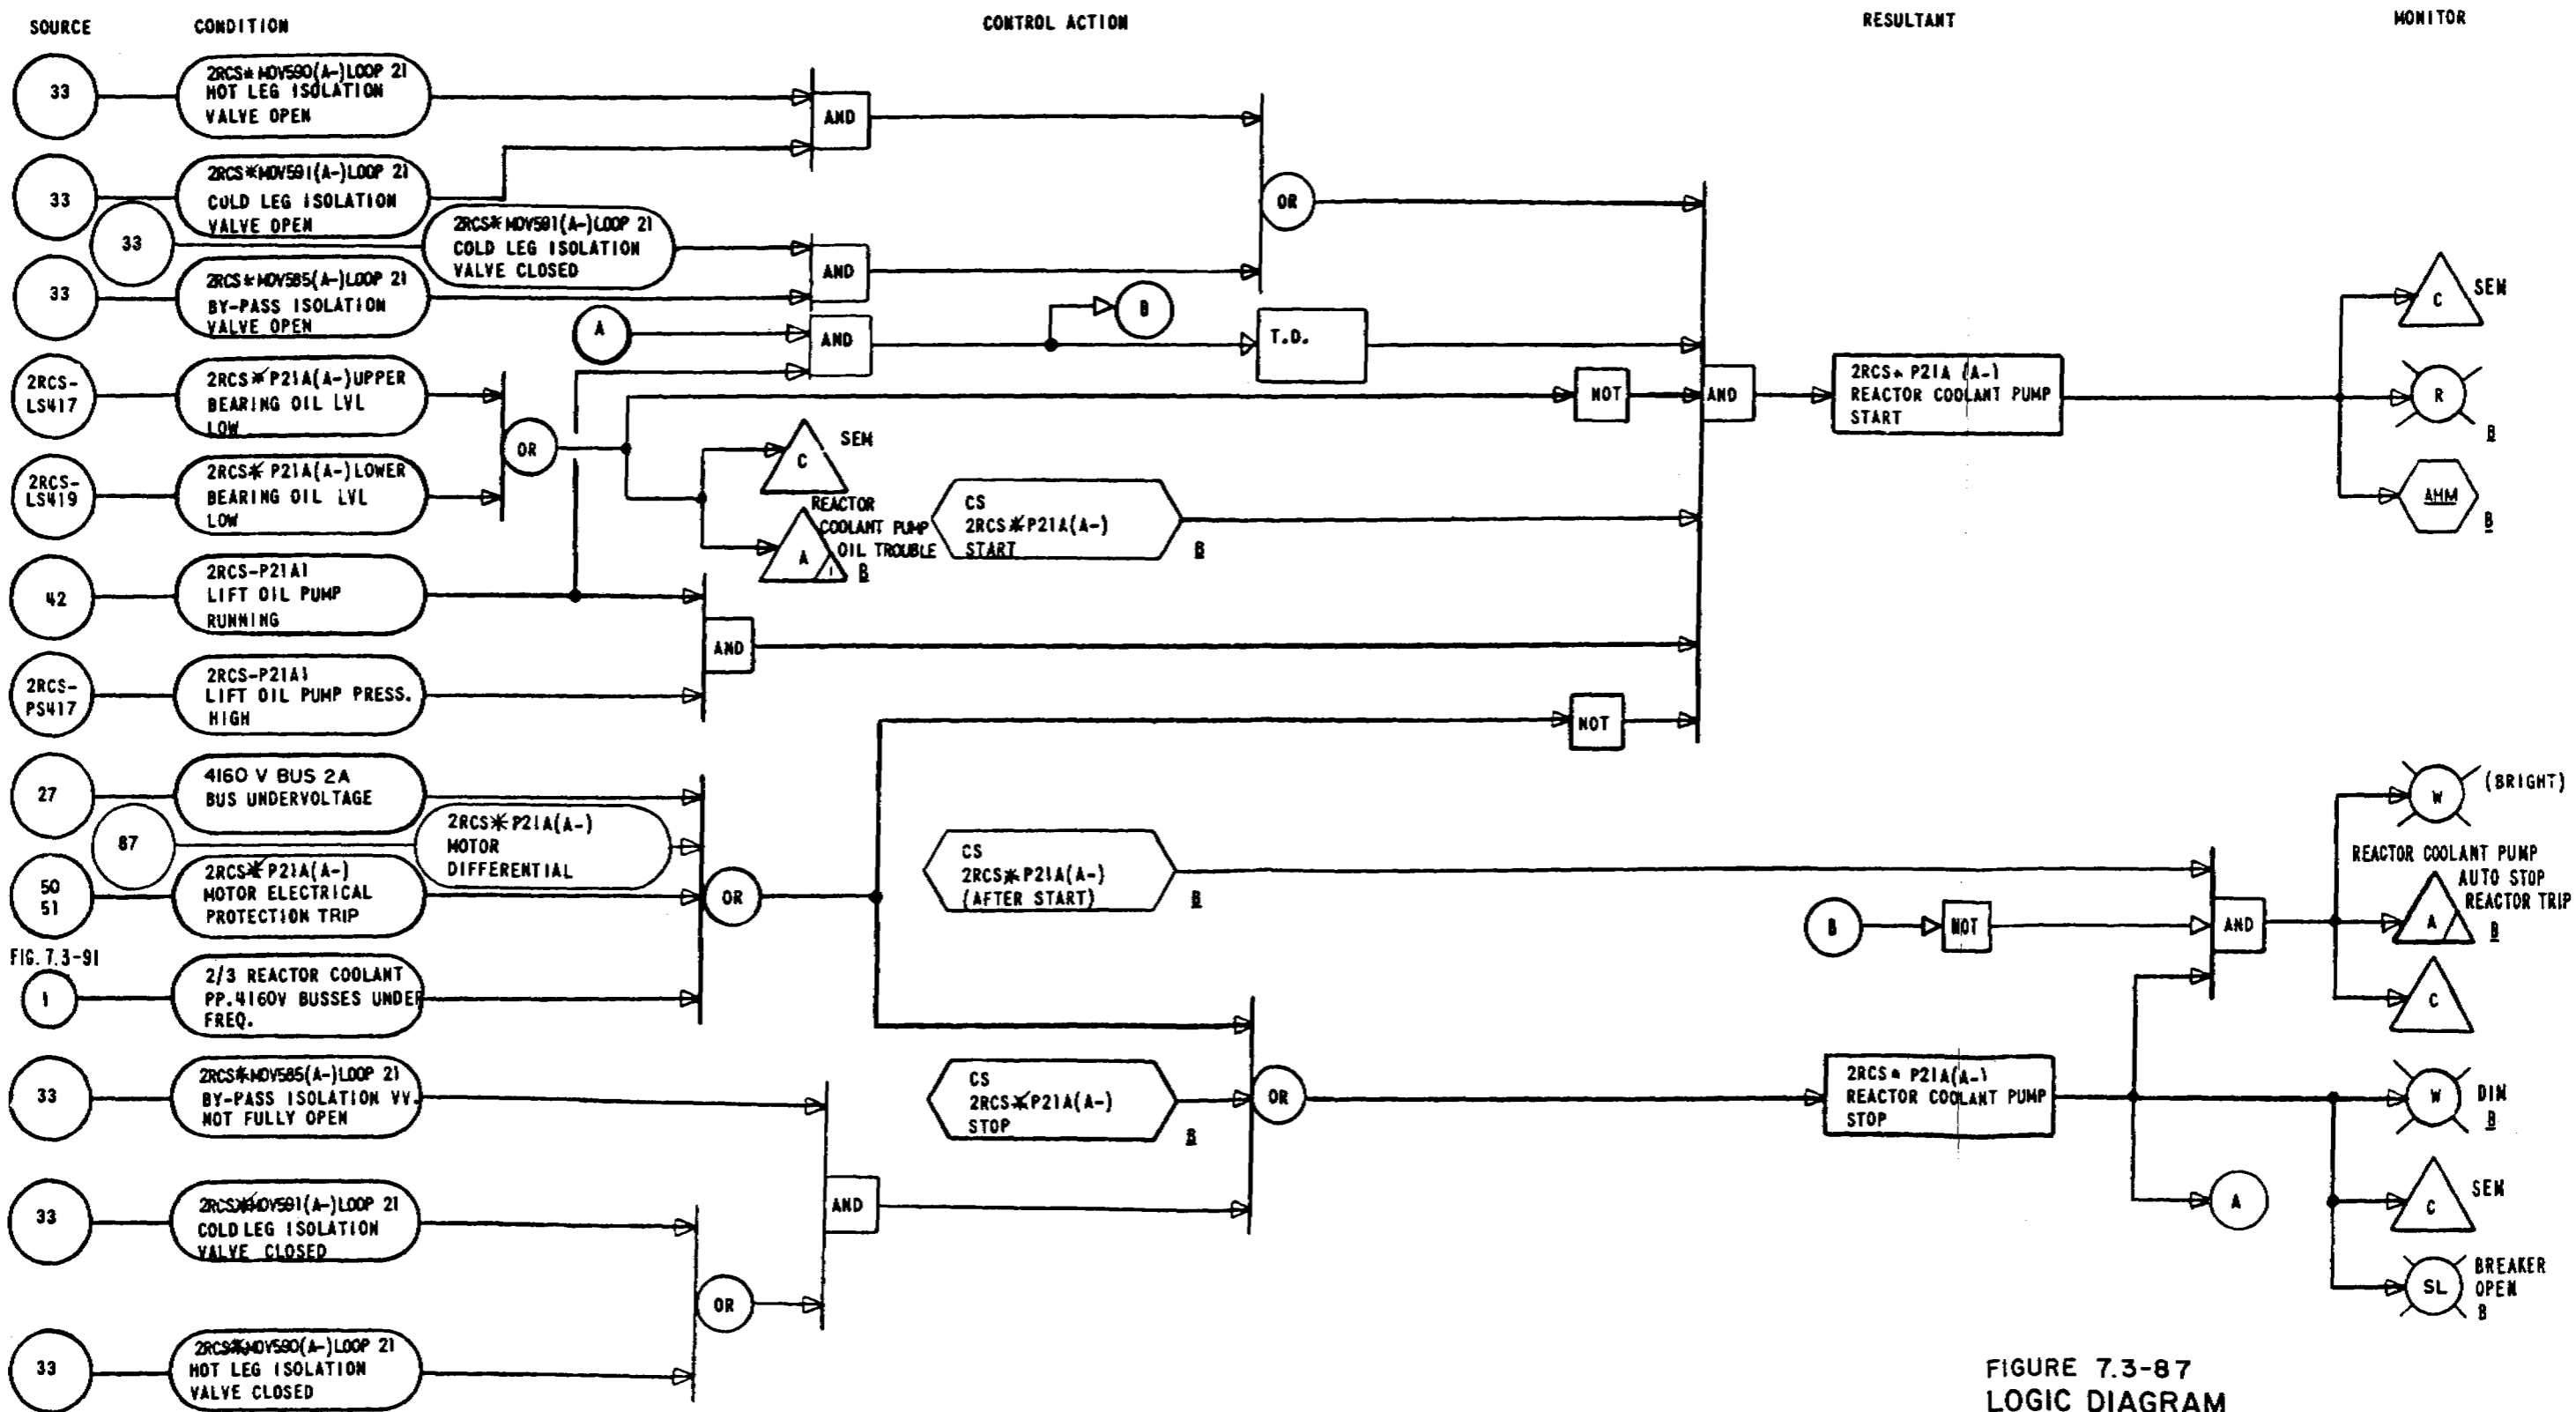 SOURCE
CONDITION
CONTROL ACTION
RESULTANT
MONITOR
33
2RCS*MOV590(A-)LOOP 21
HOT LEG ISOLATION
VALVE OPEN
AND
33
2RCS*MOV591(A-)LOOP 21
COLD LEG ISOLATION
VALVE OPEN
OR
33
2RCS*MOV591(A-)LOOP 21
COLD LEG ISOLATION
VALVE CLOSED
AND
33
2RCS*MOV585(A-)LOOP 21
BY-PASS ISOLATION
VALVE OPEN
A
AND
B
T.D.
C
SEM
2RCS-
LS417
2RCS*P21A(A-)UPPER
BEARING OIL LVL
LOW
NOT
AND
2RCS* P21A (A-)
REACTOR COOLANT PUMP
START
R
B
OR
C
SEM
2RCS-
LS419
2RCS* P21A(A-)LOWER
BEARING OIL LVL
LOW
REACTOR
COOLANT PUMP
OIL TROUBLE
A
1
B
CS
2RCS*P21A(A-)
START
B
AHM
B
42
2RCS-P21A1
LIFT OIL PUMP
RUNNING
AND
2RCS-
PS417
2RCS-P21A1
LIFT OIL PUMP PRESS.
HIGH
NOT
27
4160 V BUS 2A
BUS UNDERVOLTAGE
W
(BRIGHT)
87
2RCS*P21A(A-)
MOTOR
DIFFERENTIAL
50
51
2RCS*P21A(A-)
MOTOR ELECTRICAL
PROTECTION TRIP
OR
CS
2RCS*P21A(A-)
(AFTER START)
B
REACTOR COOLANT PUMP
AUTO STOP
REACTOR TRIP
A
B
B
NOT
AND
FIG. 7.3-91
1
2/3 REACTOR COOLANT
PP.4160V BUSSES UNDER
FREQ.
C
33
2RCS*MOV585(A-)LOOP 21
BY-PASS ISOLATION VV.
NOT FULLY OPEN
CS
2RCS*P21A(A-)
STOP
B
OR
2RCS* P21A(A-)
REACTOR COOLANT PUMP
STOP
W
DIM
B
33
2RCS*MOV591(A-)LOOP 21
COLD LEG ISOLATION
VALVE CLOSED
AND
A
C
SEM
OR
SL
BREAKER
OPEN
B
33
2RCS*MOV590(A-)LOOP 21
HOT LEG ISOLATION
VALVE CLOSED
FIGURE 7.3-87
LOGIC DIAGRAM